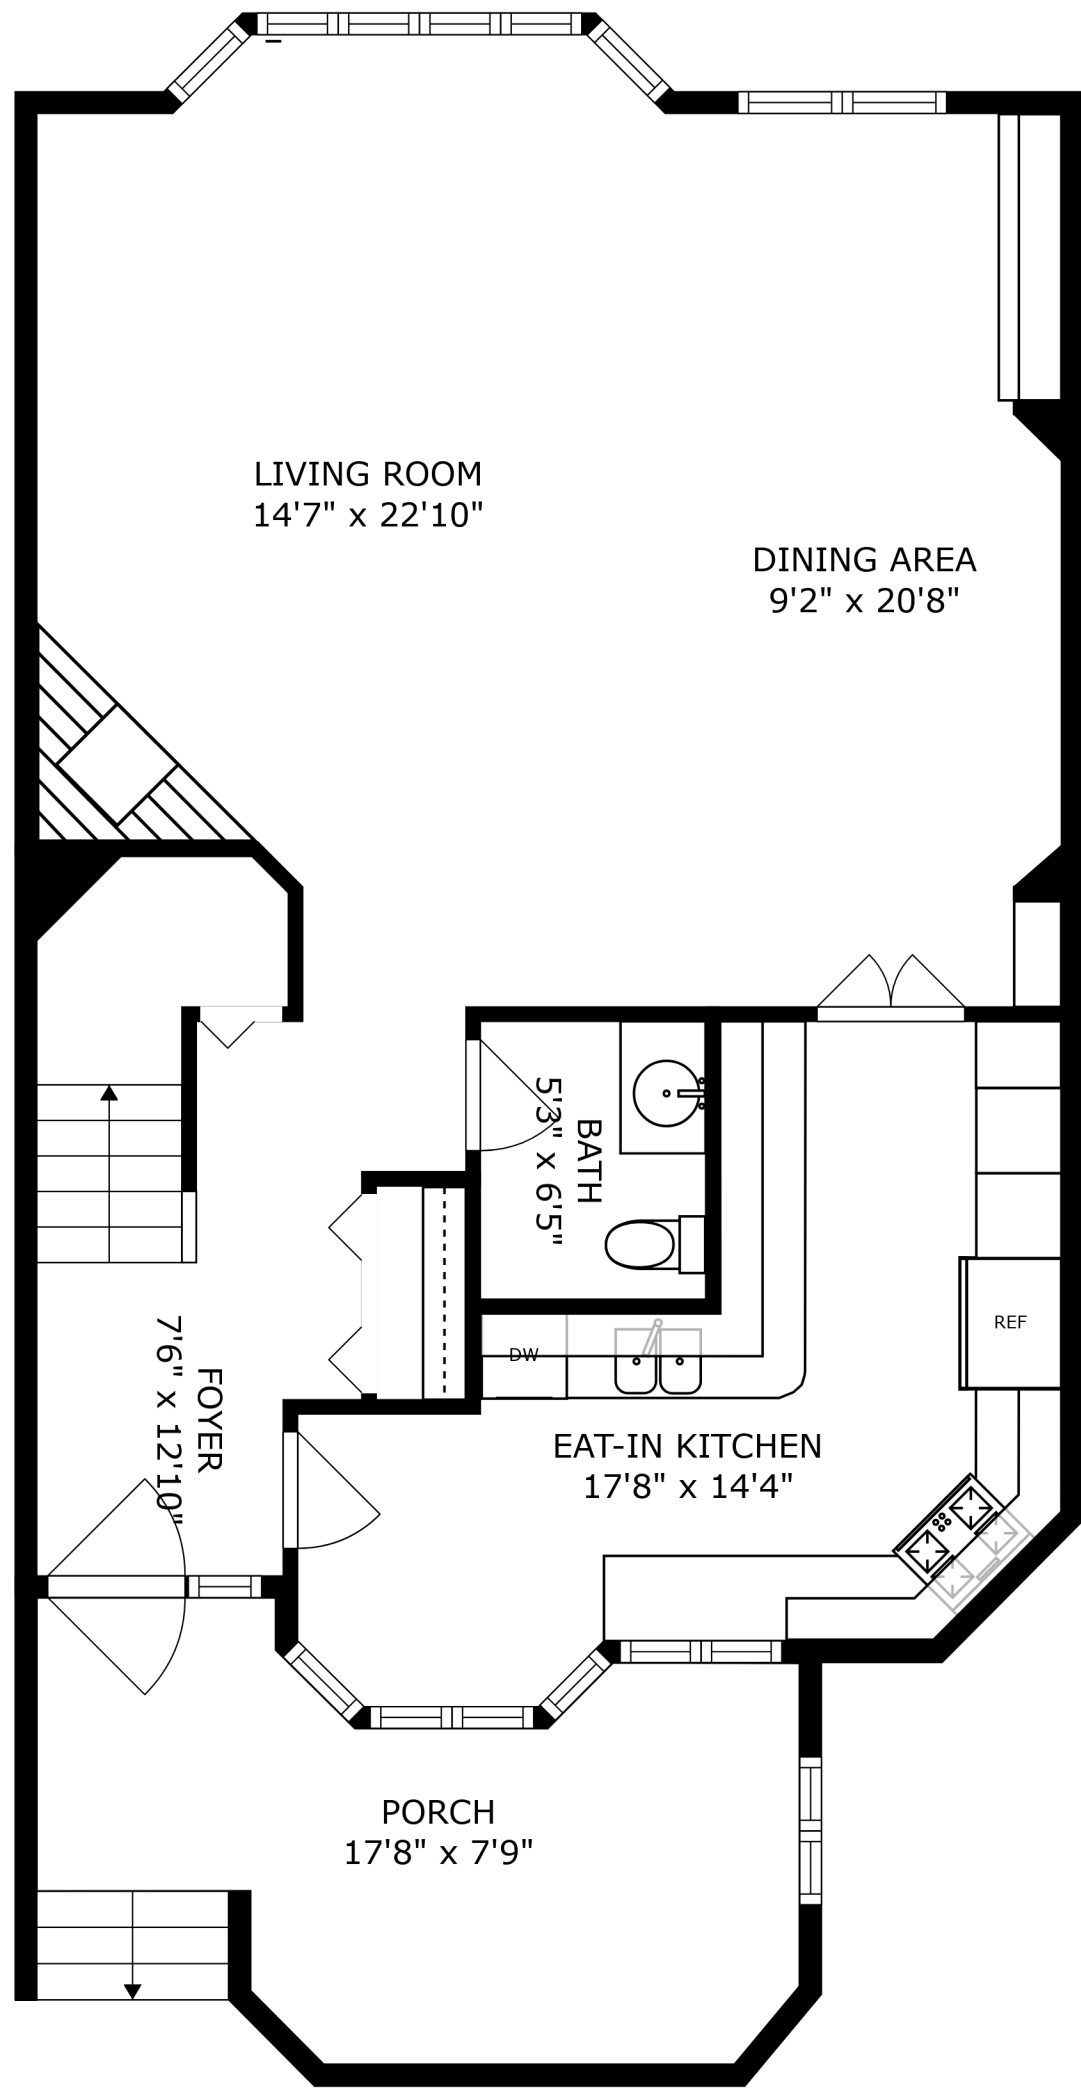 LIVING ROOM
14'7" x 22'10"
DINING AREA
9'2" x 20'8"
BATH
5'3" x 6'5"
REF
DW
FOYER
7'6" x 12'10"
EAT-IN KITCHEN
17'8" x 14'4"
PORCH
17'8" x 7'9"